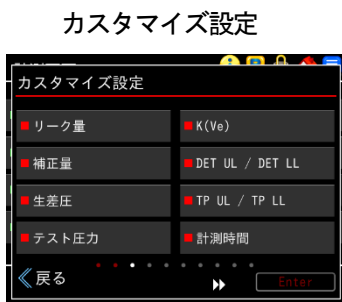 カスタマイズ設定
カスタマイズ設定
リーク量
K(Ve)
補正量
DET UL / DET LL
生差圧
TP UL / TP LL
テスト圧力
計測時間
戻る
Enter